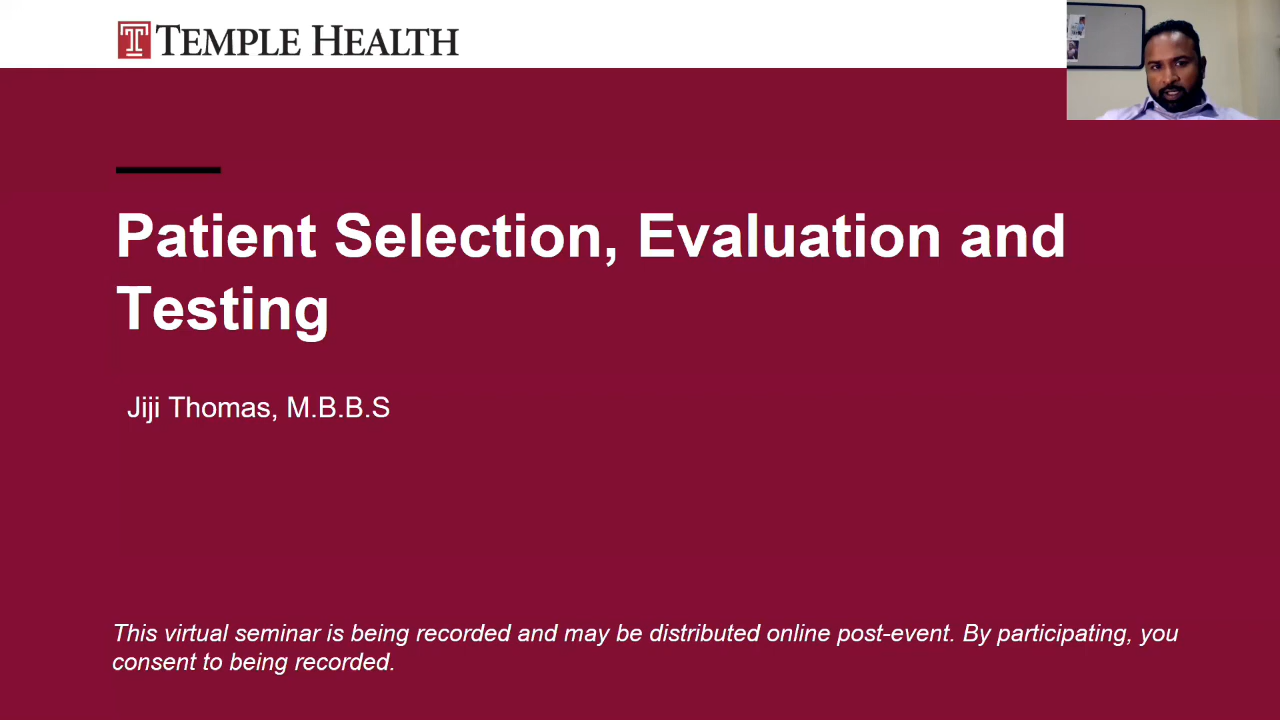 TEMPLE HEALTH
Patient Selection, Evaluation and
Testing
Jiji Thomas, M.B.B.S
This virtual seminar is being recorded and may be distributed online post-event. By participating, you
consent to being recorded.